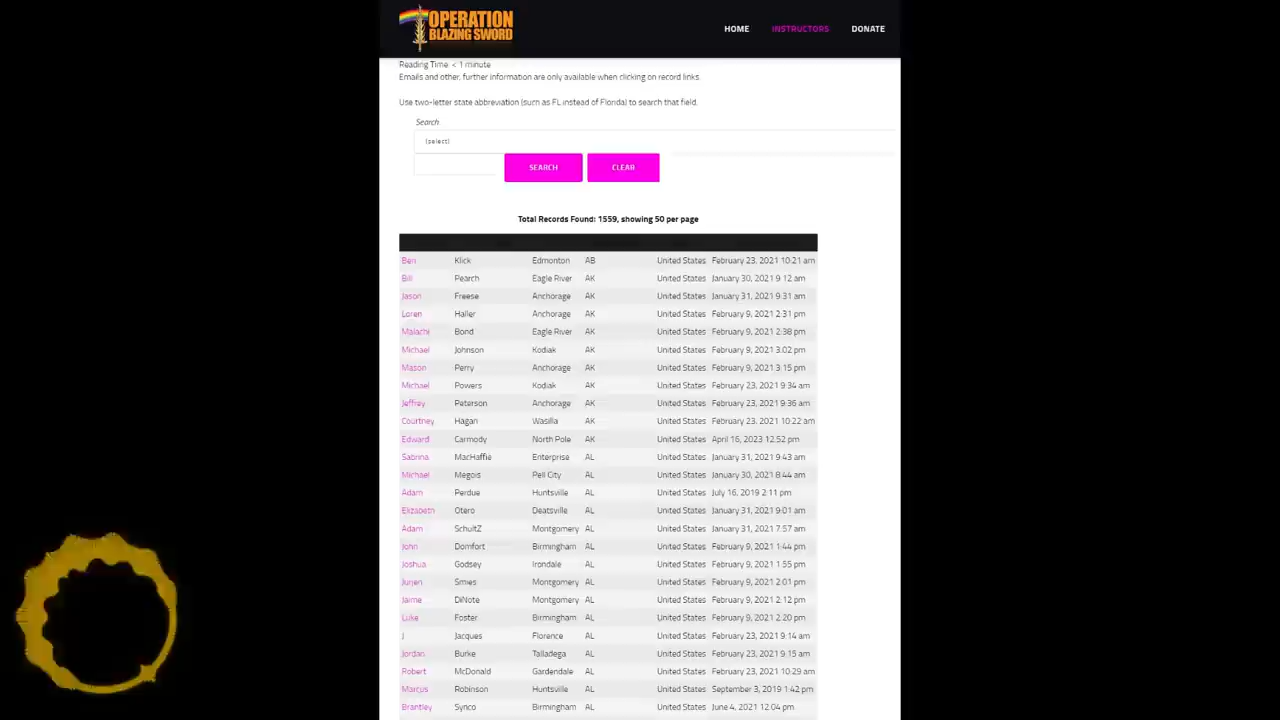 OPERATION
BLAZING SWORD
HOME INSTRUCTORS DONATE
Reading Time < 1 minute
Emails and other, further information are only available when clicking on record links.
Use two-letter state abbreviation (such as FL instead of Florida) to search that field.
Search
(select)
SEARCH CLEAR
Total Records Found: 1559, showing 50 per page
Ben Klick Edmonton AB United States February 23, 2021 10:21 am
Bill Pearch Eagle River AK United States January 30, 2021 9:12 am
Jason Freese Anchorage AK United States January 31, 2021 9:31 am
Loren Haller Anchorage AK United States February 9, 2021 2:31 pm
Malachi Bond Eagle River AK United States February 9, 2021 2:38 pm
Michael Johnson Kodiak AK United States February 9, 2021 3:02 pm
Mason Perry Anchorage AK United States February 9, 2021 3:15 pm
Michael Powers Kodiak AK United States February 23, 2021 9:34 am
Jeffrey Peterson Anchorage AK United States February 23, 2021 9:36 am
Courtney Hagan Wasilla AK United States February 23, 2021 10:22 am
Edward Carmody North Pole AK United States April 16, 2023 12:52 pm
Sabrina MacHaffie Enterprise AL United States January 31, 2021 9:43 am
Michael Megois Pell City AL United States January 30, 2021 8:44 am
Adam Perdue Huntsville AL United States July 16, 2019 2:11 pm
Elizabeth Otero Deatsville AL United States January 31, 2021 9:01 am
Adam SchultZ Montgomery AL United States January 31, 2021 7:57 am
John Domfort Birmingham AL United States February 9, 2021 1:44 pm
Joshua Godsey Irondale AL United States February 9, 2021 1:55 pm
Jurjen Smies Montgomery AL United States February 9, 2021 2:01 pm
Jaime DiNote Montgomery AL United States February 9, 2021 2:12 pm
Luke Foster Birmingham AL United States February 9, 2021 2:20 pm
J Jacques Florence AL United States February 23, 2021 9:14 am
Jordan Burke Talladega AL United States February 23, 2021 9:15 am
Robert McDonald Gardendale AL United States February 23, 2021 10:29 am
Marcus Robinson Huntsville AL United States September 3, 2019 1:42 pm
Brantley Synco Birmingham AL United States June 4, 2021 12:04 pm